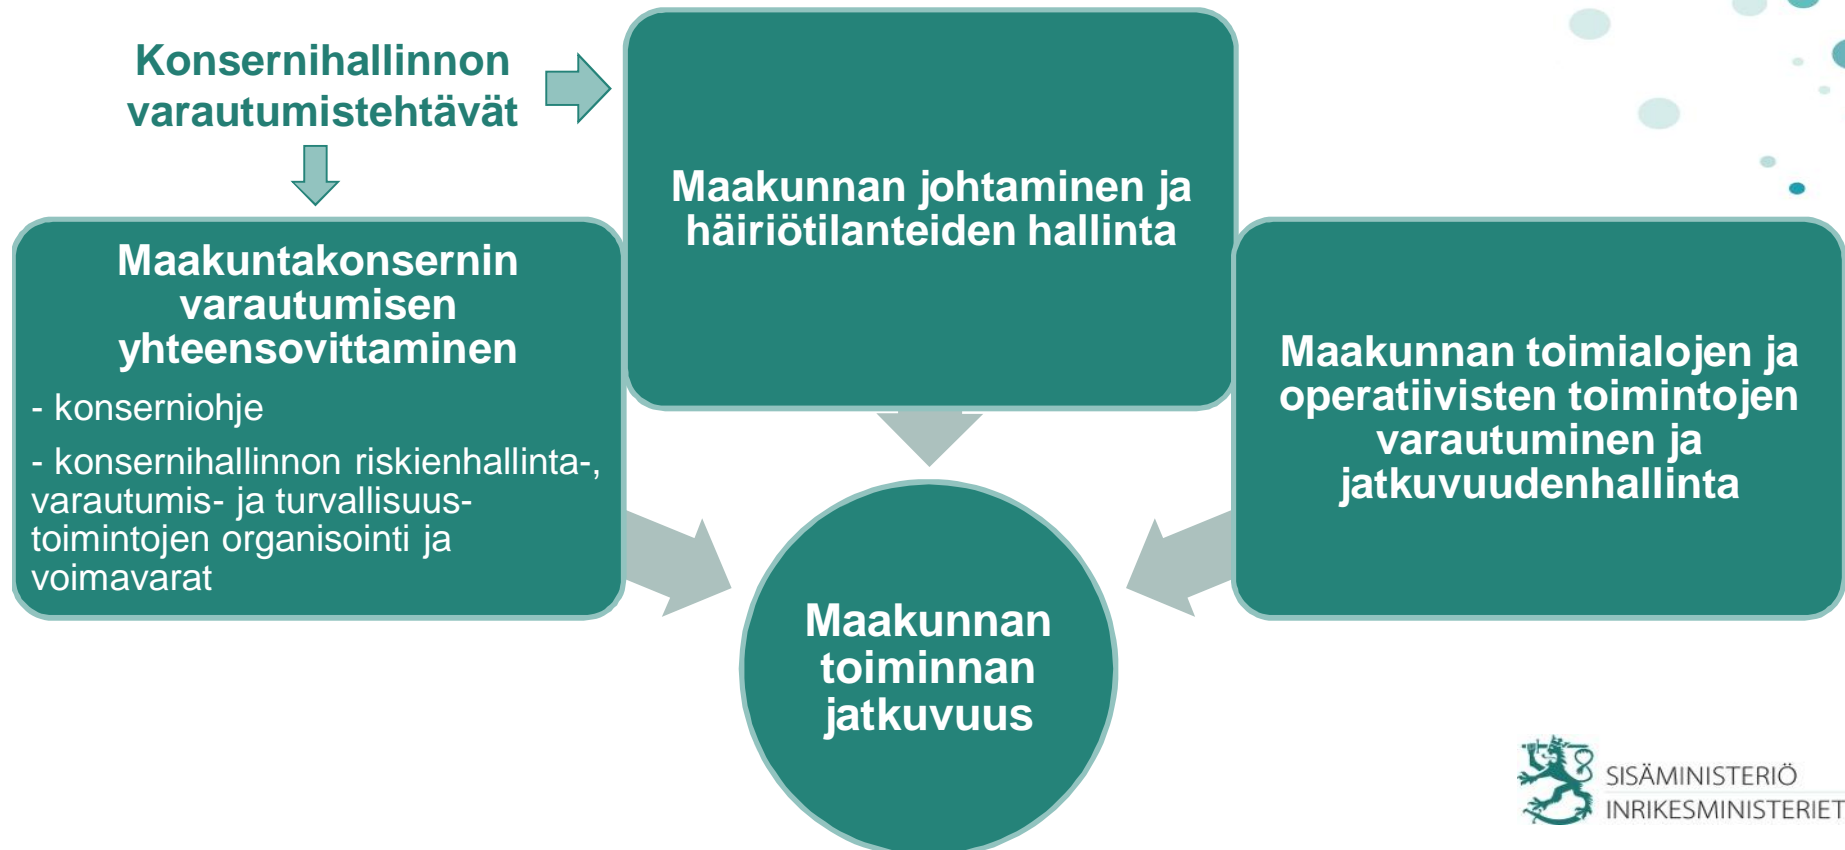 Konsernihallinnon
varautumistehtävät
Maakunnan johtaminen ja
häiriötilanteiden hallinta
Maakuntakonsernin
varautumisen
yhteensovittaminen
- konserniohje
- konsernihallinnon riskienhallinta-,
varautumis- ja turvallisuus-
toimintojen organisointi ja
voimavarat
Maakunnan toimialojen ja
operatiivisten toimintojen
varautuminen ja
jatkuvuudenhallinta
Maakunnan
toiminnan
jatkuvuus
SISÄMINISTERIÖ
INRIKESMINISTERIET